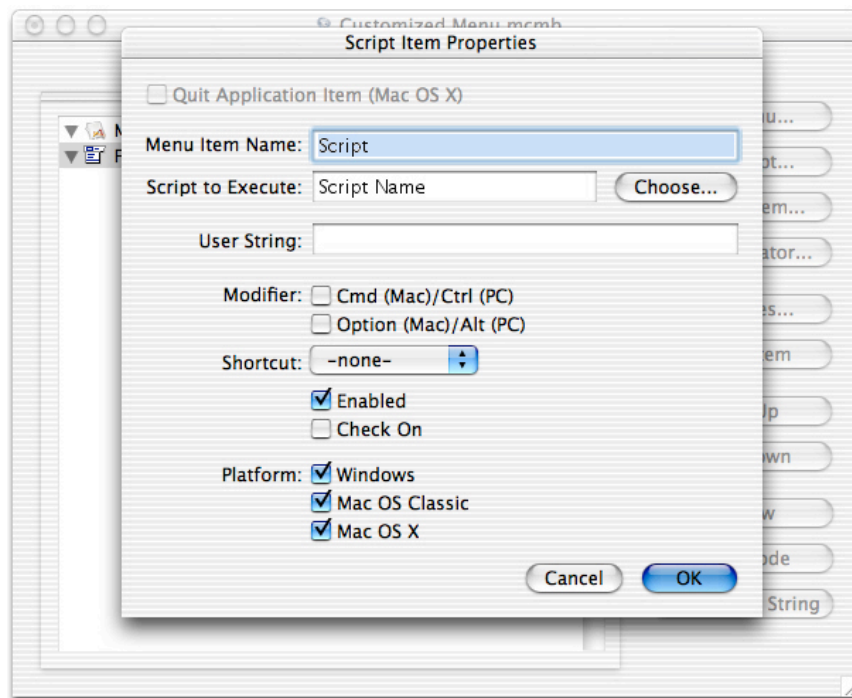 Customized Menu.mcmb
Script Item Properties
Quit Application Item (Mac OS X)
Menu Item Name: Script
Script to Execute: Script Name Choose...
User String:
Modifier: Cmd (Mac)/Ctrl (PC)
Option (Mac)/Alt (PC)
Shortcut: -none-
Enabled
Check On
Platform: Windows
Mac OS Classic
Mac OS X
Cancel OK
String